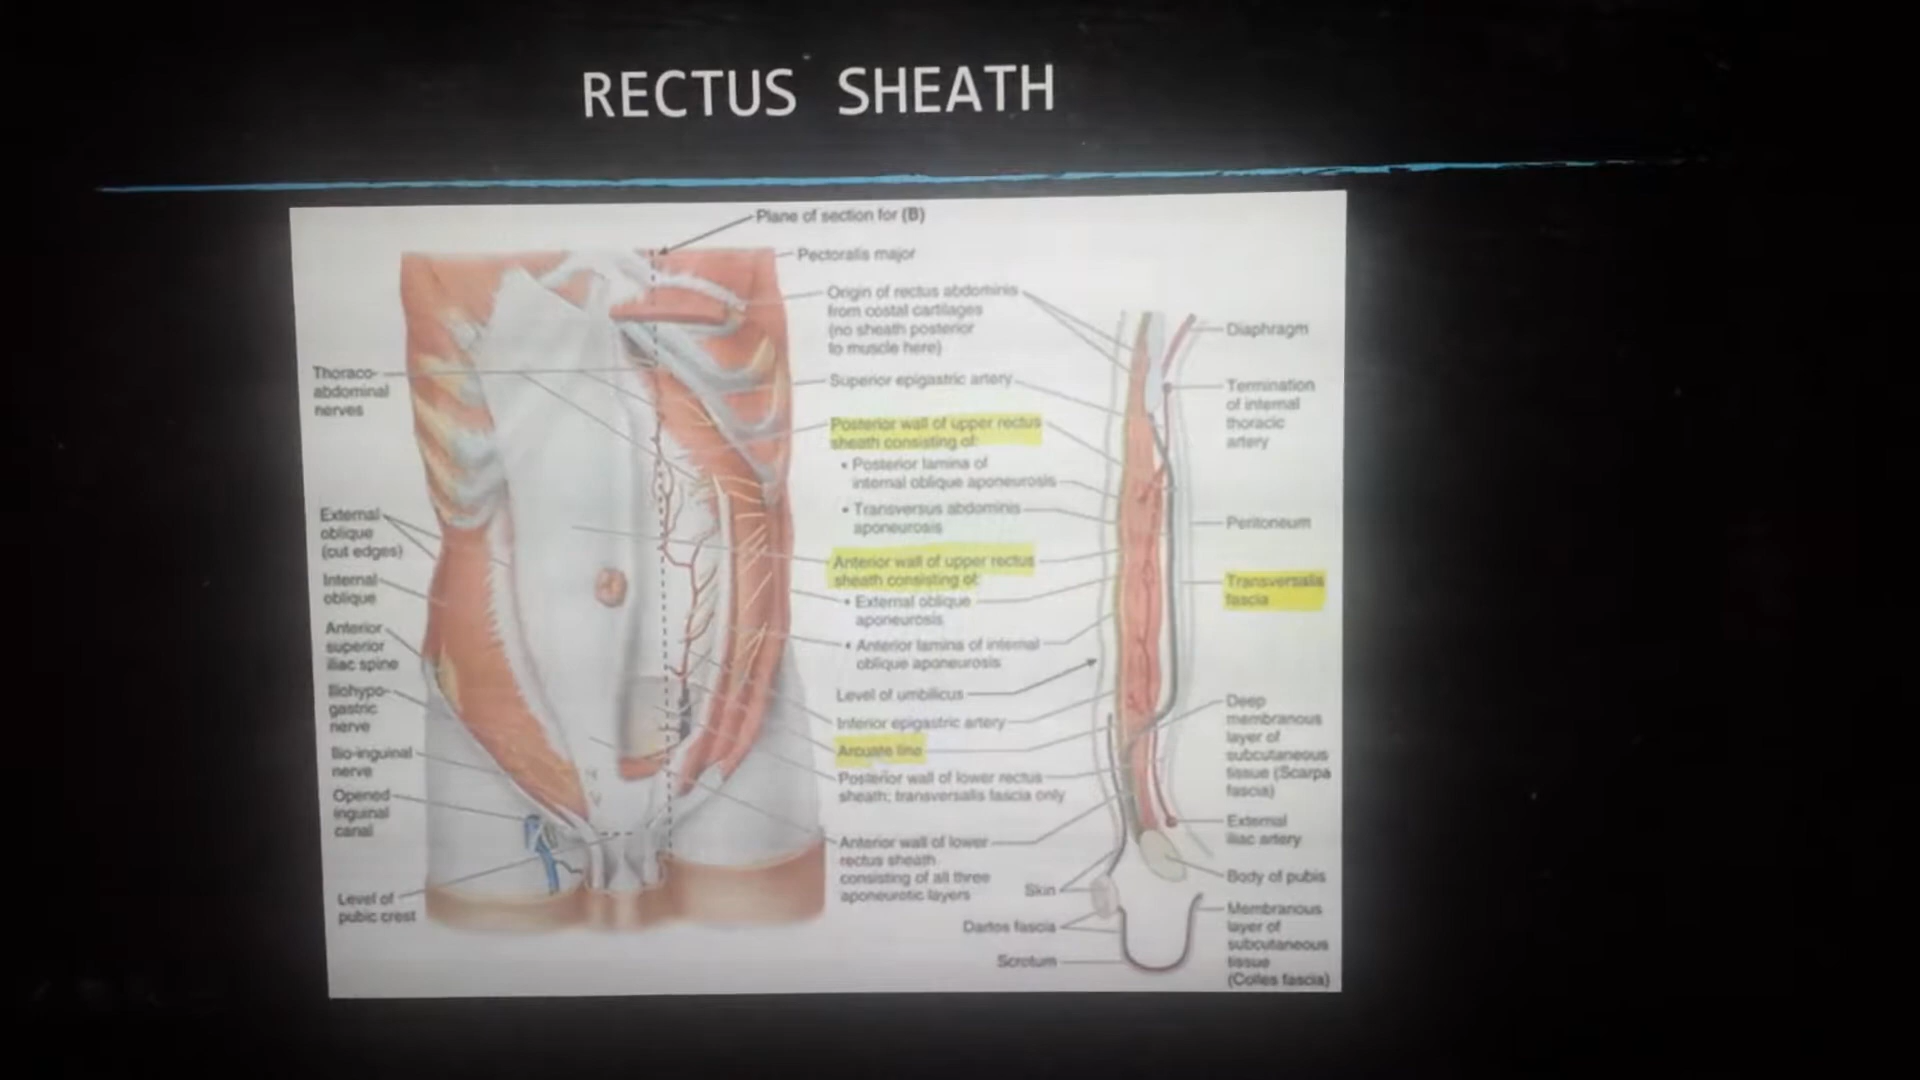 RECTUS SHEATH
Plane of section for (B)
Pectoralis major
Origin of rectus abdominis
from costal cartilages
(no sheath posterior
to muscle here)
Superior epigastric artery
Posterior wall of upper rectus
sheath consisting of:
• Posterior lamina of
internal oblique aponeurosis
• Transversus abdominis
aponeurosis
Anterior wall of upper rectus
sheath consisting of:
• External oblique
aponeurosis
• Anterior lamina of internal
oblique aponeurosis
Level of umbilicus
Inferior epigastric artery
Arcuate line
Posterior wall of lower rectus
sheath; transversalis fascia only
Anterior wall of lower
rectus sheath
consisting of all three
aponeurotic layers
Skin
Dartos fascia
Scrotum
Thoraco-
abdominal
nerves
External
oblique
(cut edges)
Internal
oblique
Anterior
superior
iliac spine
Iliohypo-
gastric
nerve
Ilio-inguinal
nerve
Opened
inguinal
canal
Level of
pubic crest
Diaphragm
Termination
of internal
thoracic
artery
Peritoneum
Transversalis
fascia
Deep
membranous
layer of
subcutaneous
tissue (Scarpa
fascia)
External
iliac artery
Body of pubis
Membranous
layer of
subcutaneous
tissue
(Colles fascia)